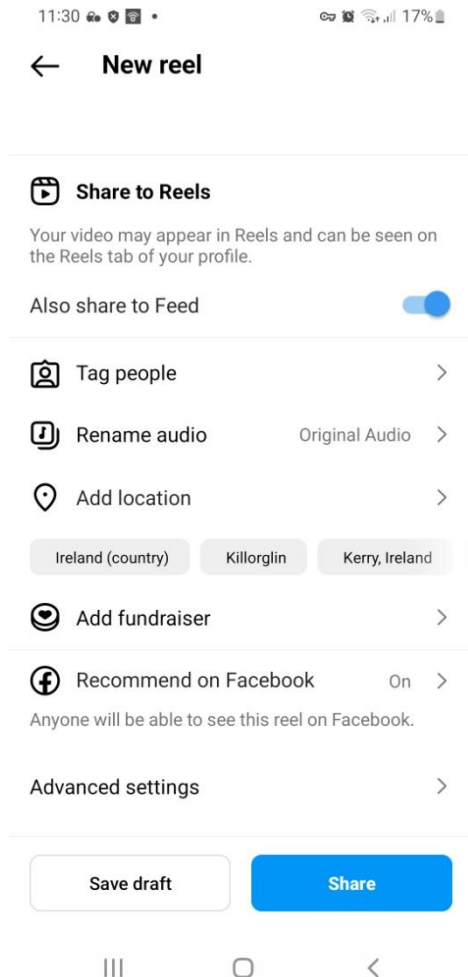 11:30
17%
New reel
Share to Reels
Your video may appear in Reels and can be seen on
the Reels tab of your profile.
Also share to Feed
Tag people
Rename audio Original Audio
Add location
Ireland (country) Killorglin Kerry, Ireland
Add fundraiser
Recommend on Facebook On
Anyone will be able to see this reel on Facebook.
Advanced settings
Save draft Share